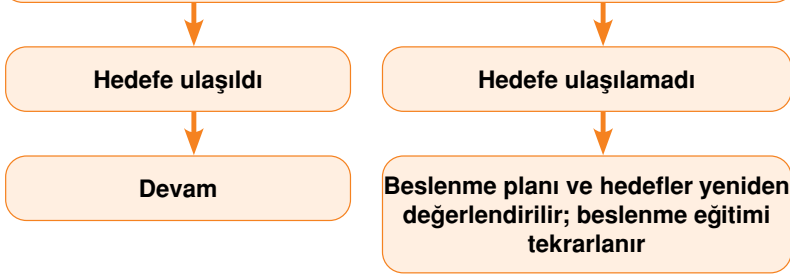 Hedefe ulaşıldı
Hedefe ulaşılamadı
Devam
Beslenme planı ve hedefler yeniden
değerlendirilir; beslenme eğitimi
tekrarlanır